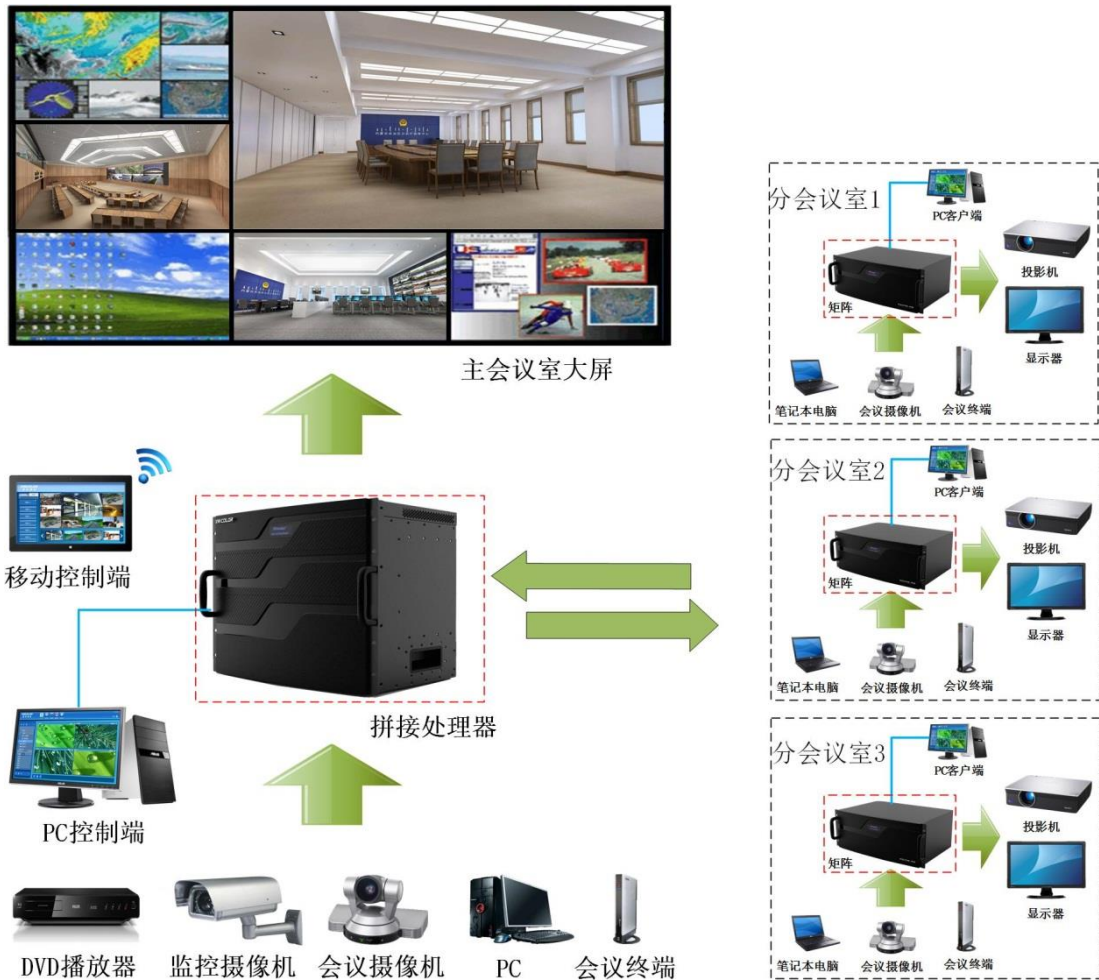 主会议室大屏
移动控制端
拼接处理器
PC控制端
DVD播放器 监控摄像机 会议摄像机 PC 会议终端
分会议室1
PC客户端
投影机
矩阵
显示器
笔记本电脑 会议摄像机 会议终端
分会议室2
PC客户端
投影机
矩阵
显示器
笔记本电脑 会议摄像机 会议终端
分会议室3
PC客户端
投影机
矩阵
显示器
笔记本电脑 会议摄像机 会议终端